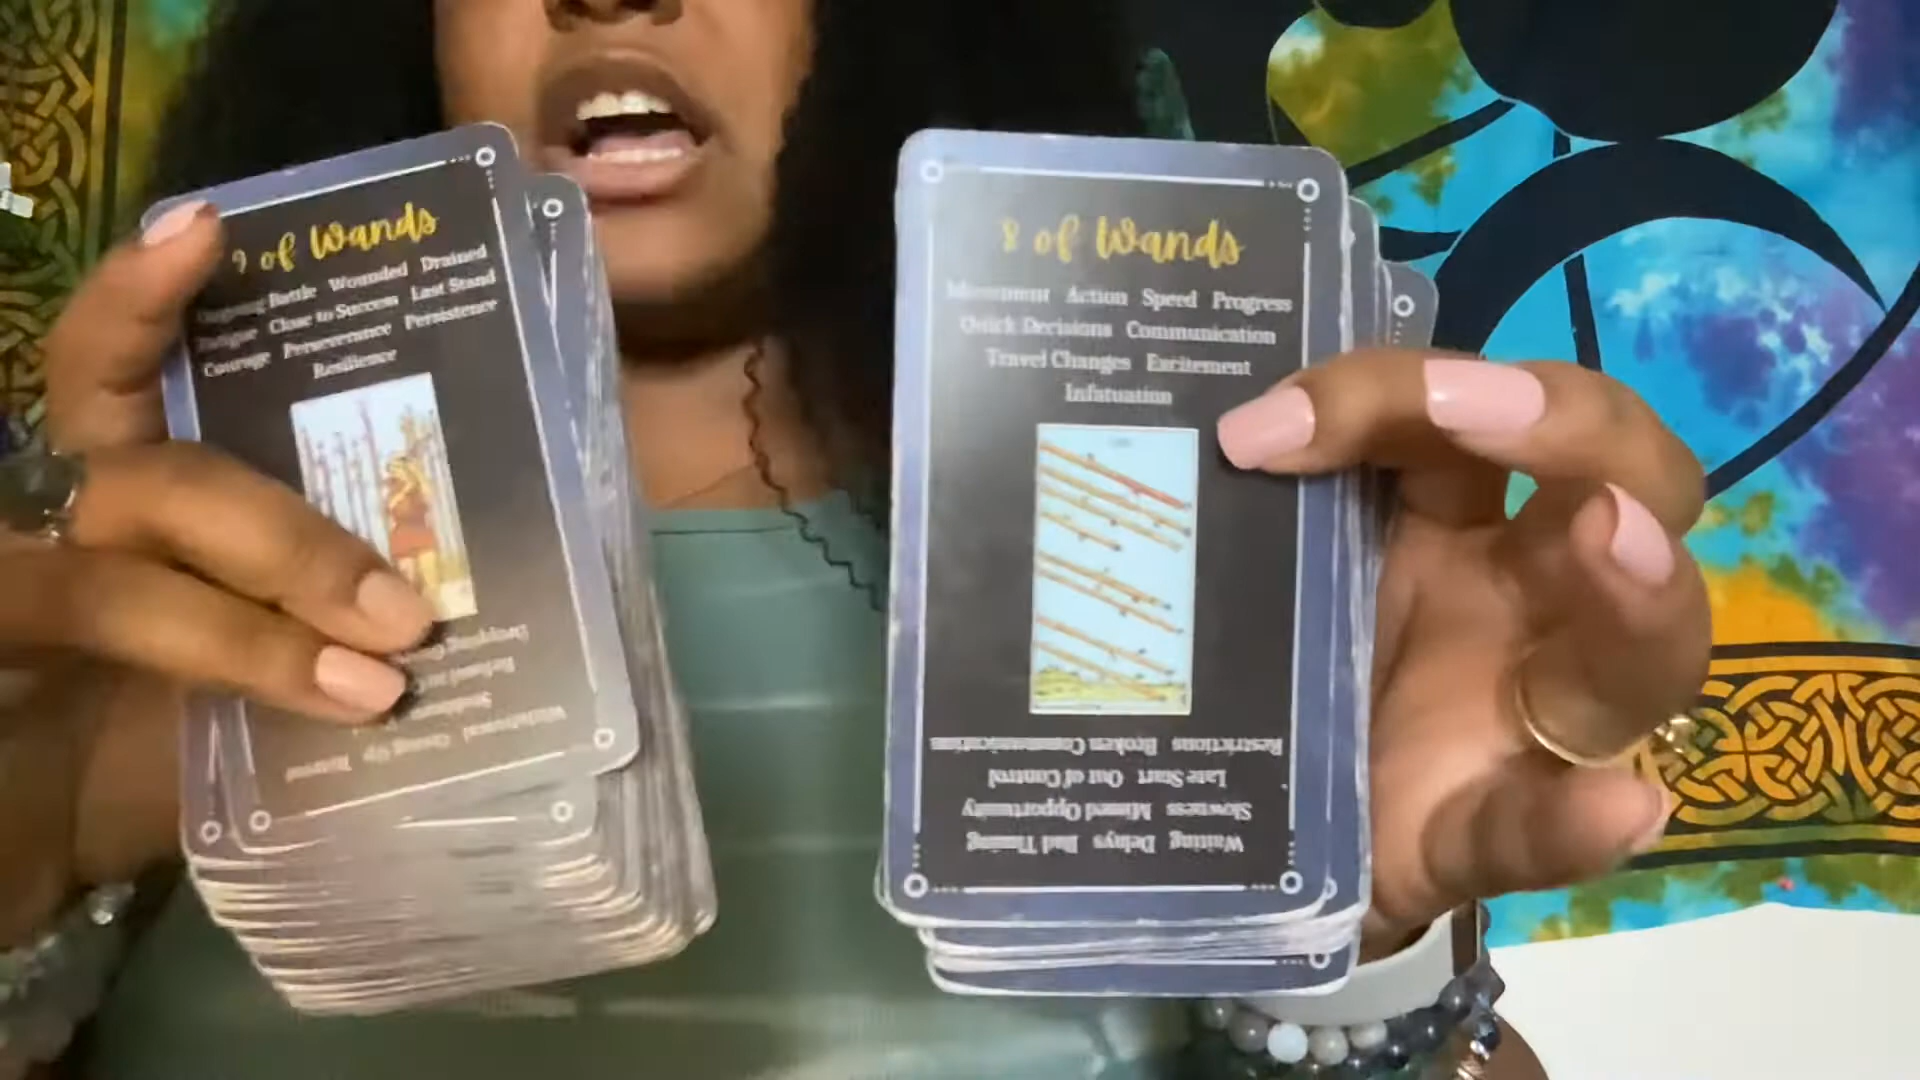 9 of Wands
Ongoing Battle Wounded Drained
Fatigue Close to Success Last Stand
Courage Perseverance Persistence
Resilience
Withdrawal Giving Up
8 of Wands
Movement Action Speed Progress
Quick Decisions Communication
Travel Changes Excitement
Infatuation
Restrictions Broken Communication
Late Start Out of Control
Slowness Missed Opportunity
Waiting Delays Bad Timing